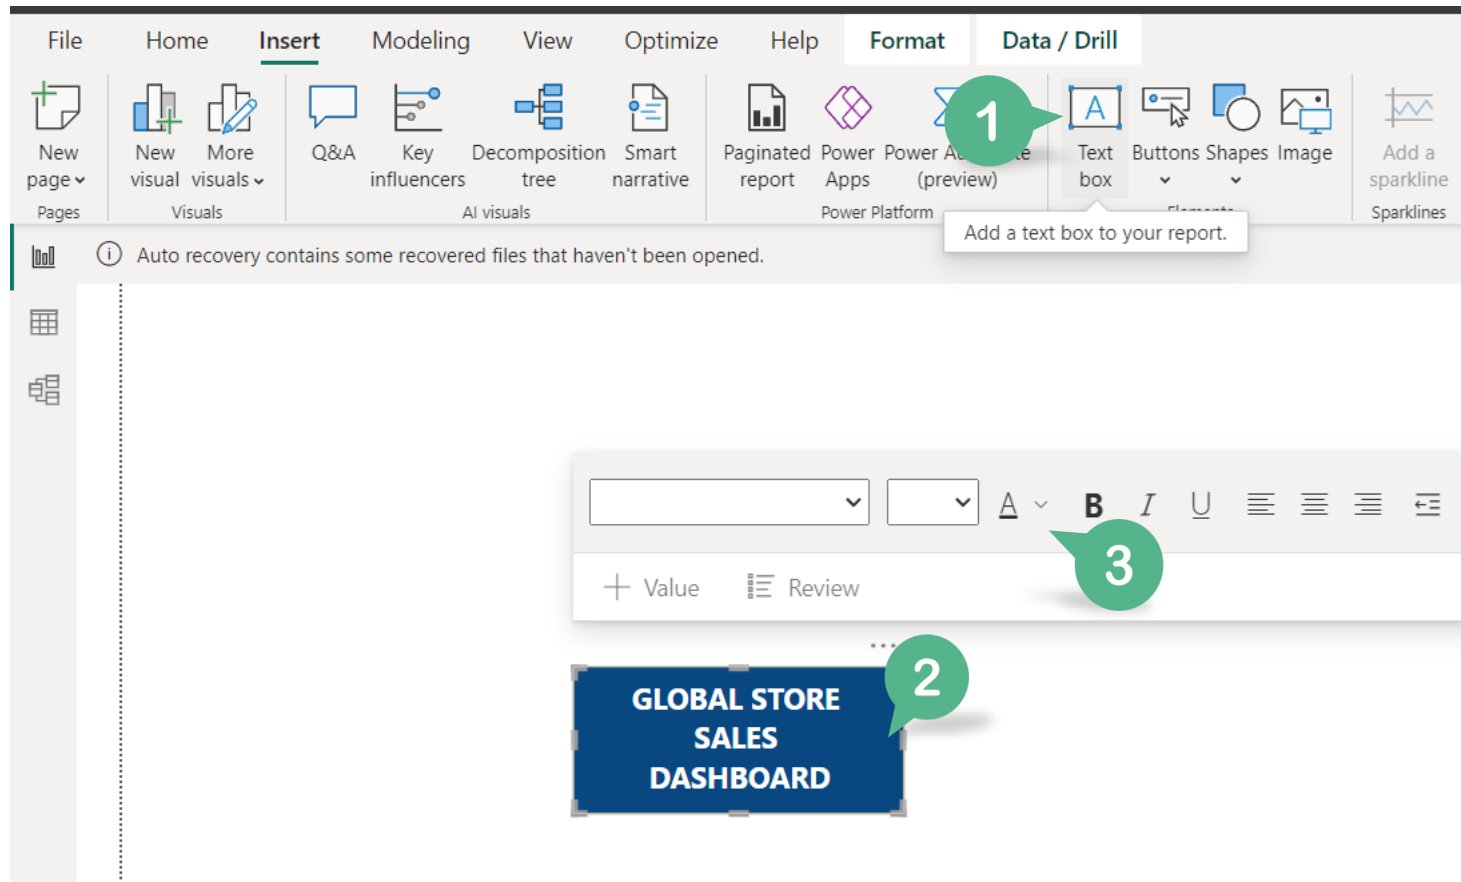 File Home Insert Modeling View Optimize Help Format Data / Drill
New page
New visual
More visuals
Q&A
Key influencers
Decomposition tree
Smart narrative
Paginated report
Power Apps
Power (preview)
1
A
Text box
Buttons
Shapes
Image
Add a sparkline
Pages Visuals AI visuals Power Platform Sparklines
Add a text box to your report.
Auto recovery contains some recovered files that haven't been opened.
A B I U
3
Value Review
2
GLOBAL STORE
SALES
DASHBOARD